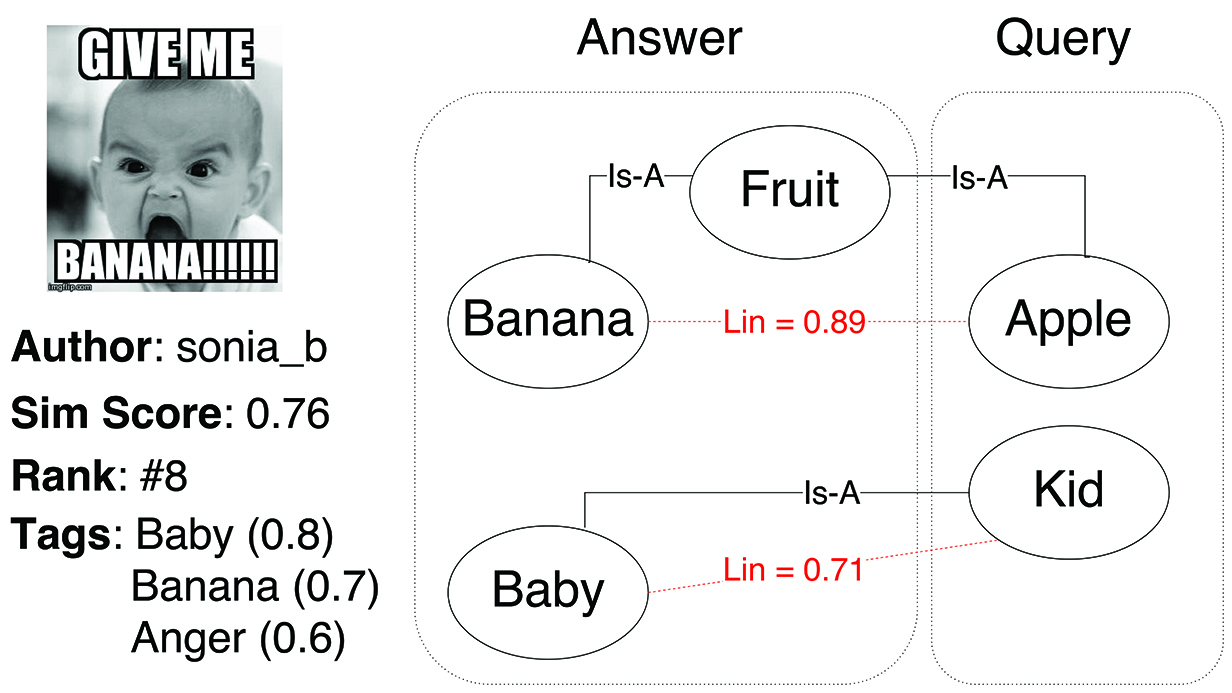 GIVE ME
BANANA!!!!!!
imgflip.com
Author: sonia_b
Sim Score: 0.76
Rank: #8
Tags: Baby (0.8)
Banana (0.7)
Anger (0.6)
Answer
Query
Is-A
Fruit
Is-A
Banana
Lin = 0.89
Apple
Is-A
Kid
Baby
Lin = 0.71